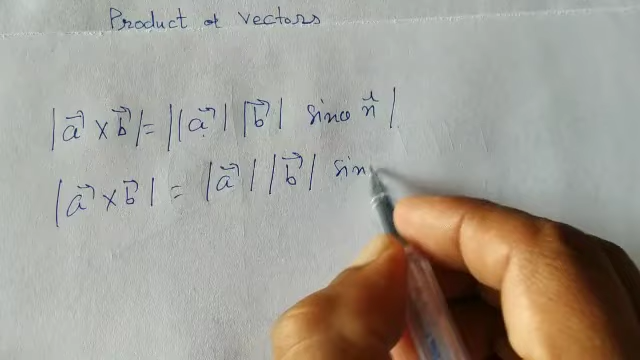 Product of vectors
|a⃗ × b⃗| = ||a⃗| |b⃗| sinθ n⃗|
|a⃗ × b⃗| = |a⃗| |b⃗| sin